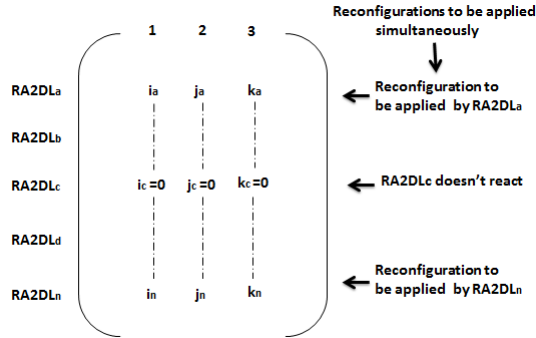 Reconfigurations to be applied
simultaneously
1 2 3
RA2DLa ia ja ka Reconfiguration to
be applied by RA2DLa
RA2DLb
RA2DLc ic =0 jc =0 kc =0 RA2DLc doesn't react
RA2DLd
Reconfiguration to
RA2DLn in jn kn be applied by RA2DLn